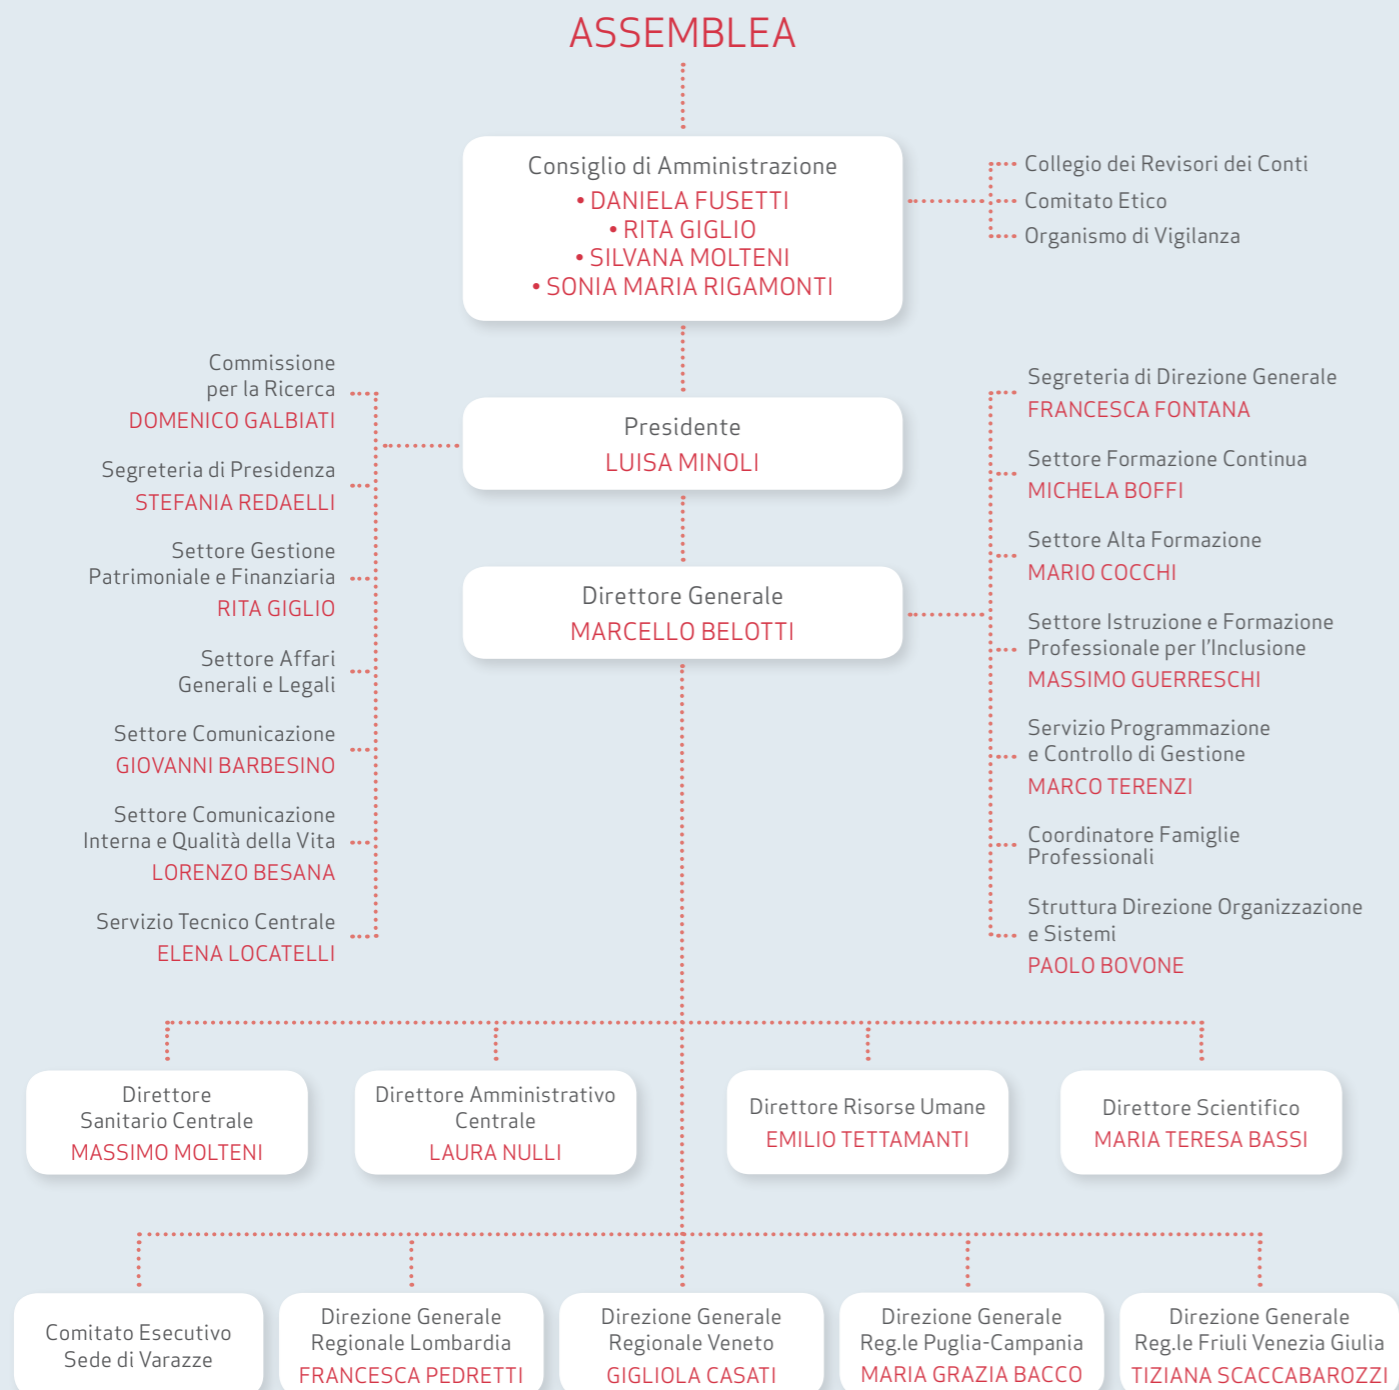 ASSEMBLEA
Consiglio di Amministrazione
• DANIELA FUSETTI
• RITA GIGLIO
• SILVANA MOLTENI
• SONIA MARIA RIGAMONTI
Collegio dei Revisori dei Conti
Comitato Etico
Organismo di Vigilanza
Commissione
per la Ricerca
DOMENICO GALBIATI
Segreteria di Presidenza
STEFANIA REDAELLI
Settore Gestione
Patrimoniale e Finanziaria
RITA GIGLIO
Settore Affari
Generali e Legali
Settore Comunicazione
GIOVANNI BARBESINO
Settore Comunicazione
Interna e Qualità della Vita
LORENZO BESANA
Servizio Tecnico Centrale
ELENA LOCATELLI
Presidente
LUISA MINOLI
Direttore Generale
MARCELLO BELOTTI
Segreteria di Direzione Generale
FRANCESCA FONTANA
Settore Formazione Continua
MICHELA BOFFI
Settore Alta Formazione
MARIO COCCHI
Settore Istruzione e Formazione
Professionale per l'Inclusione
MASSIMO GUERRESCHI
Servizio Programmazione
e Controllo di Gestione
MARCO TERENZI
Coordinatore Famiglie
Professionali
Struttura Direzione Organizzazione
e Sistemi
PAOLO BOVONE
Direttore
Sanitario Centrale
MASSIMO MOLTENI
Direttore Amministrativo
Centrale
LAURA NULLI
Direttore Risorse Umane
EMILIO TETTAMANTI
Direttore Scientifico
MARIA TERESA BASSI
Comitato Esecutivo
Sede di Varazze
Direzione Generale
Regionale Lombardia
FRANCESCA PEDRETTI
Direzione Generale
Regionale Veneto
GIGLIOLA CASATI
Direzione Generale
Reg.le Puglia-Campania
MARIA GRAZIA BACCO
Direzione Generale
Reg.le Friuli Venezia Giulia
TIZIANA SCACCABAROZZI